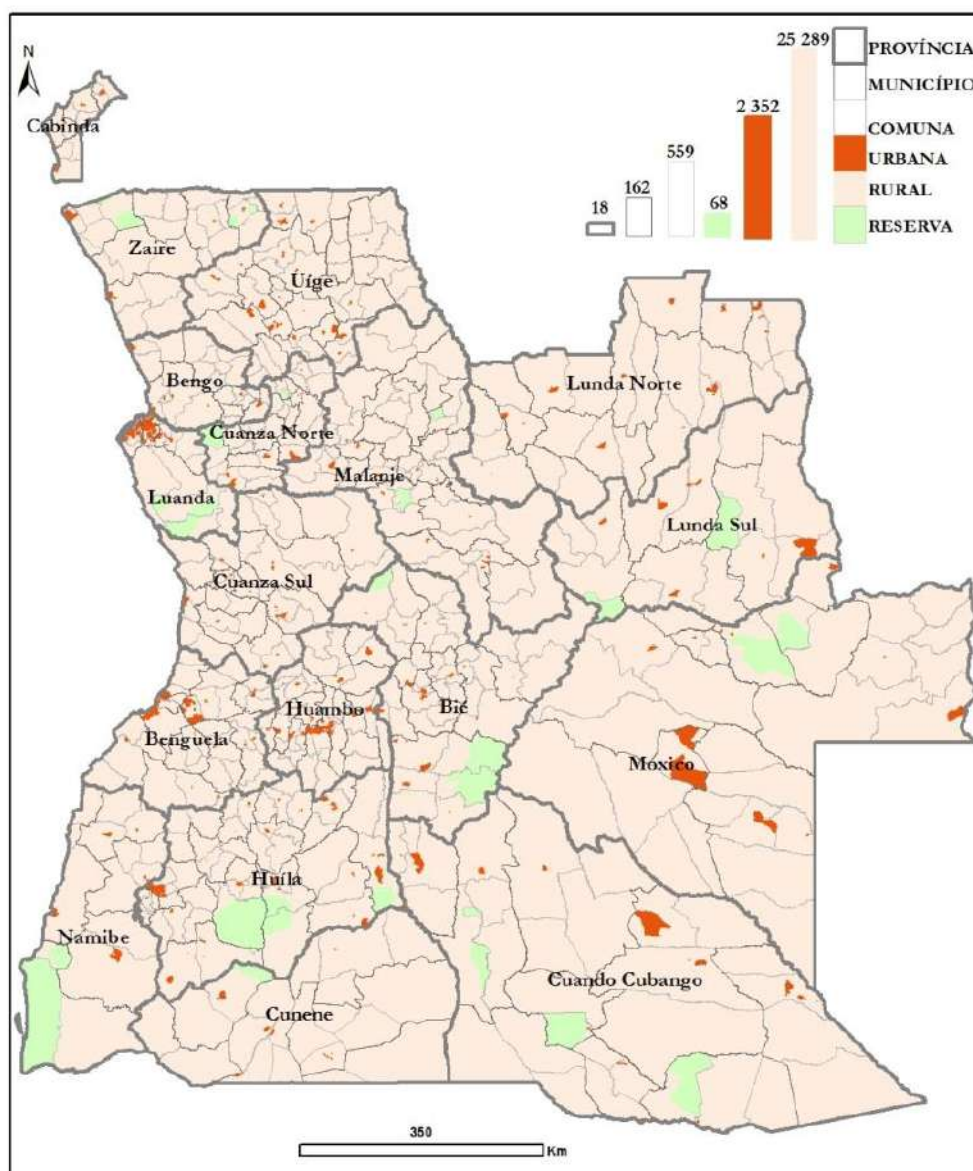 25 289
PROVÍNCIA
MUNICÍPIO
COMUNA
URBANA
RURAL
RESERVA
2 352
559
162
68
18
N
Cabinda
Zaire
Úíge
Bengo
Lunda Norte
Cuanza Norte
Malanje
Luanda
Lunda Sul
Cuanza Sul
Huambo
Bié
Benguela
Moxico
Huíla
Namibe
Cuando Cubango
Cunene
350
Km